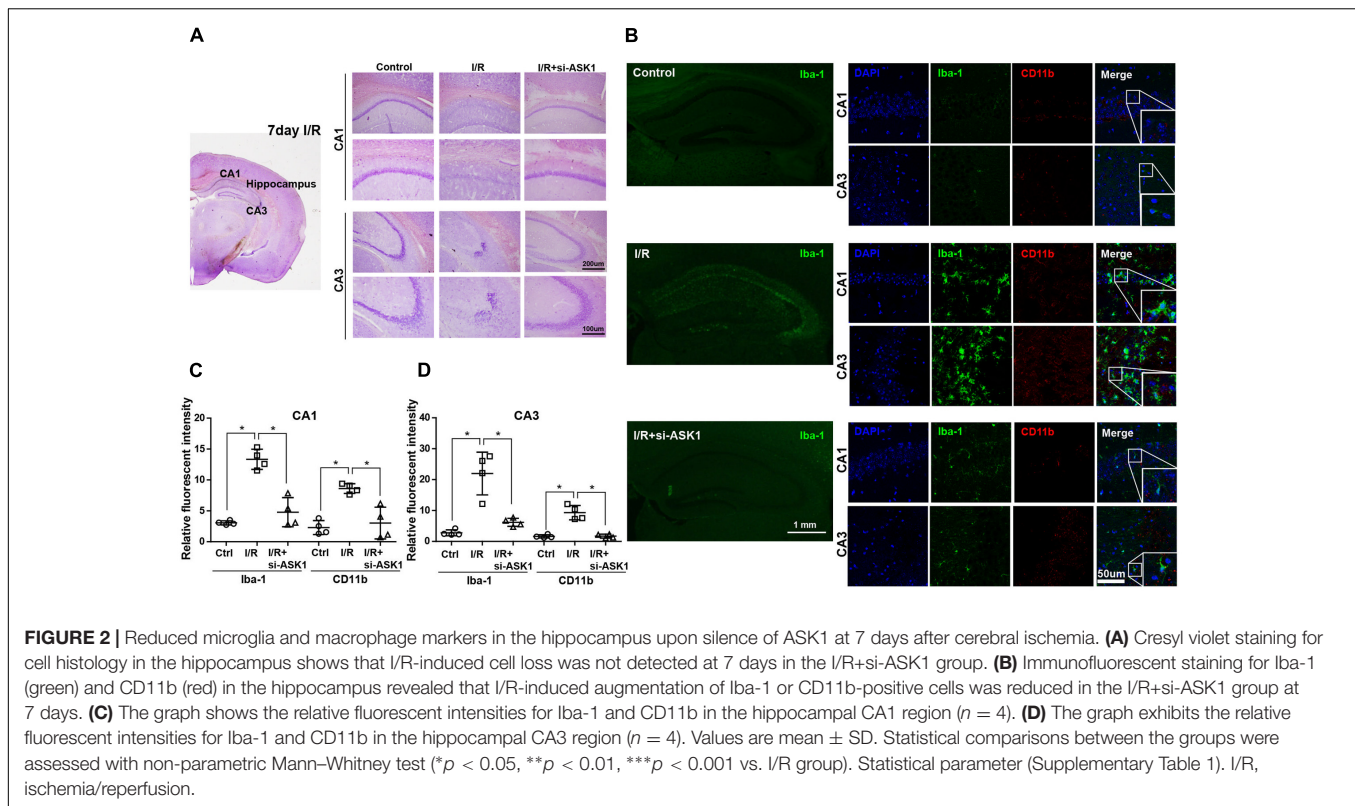 A
Control
I/R
I/R+si-ASK1
7day I/R
CA1
CA1
Hippocampus
CA3
CA3
200um
100um
B
Control
Iba-1
DAPI
Iba-1
CD11b
Merge
CA1
CA3
I/R
Iba-1
DAPI
Iba-1
CD11b
Merge
CA1
CA3
I/R+si-ASK1
Iba-1
1 mm
DAPI
Iba-1
CD11b
Merge
CA1
CA3
50um
C
CA1
Relative fluorescent intensity
20
15
10
5
0
* * * *
Ctrl I/R I/R+ si-ASK1 Ctrl I/R I/R+ si-ASK1
Iba-1 CD11b
D
CA3
Relative fluorescent intensity
40
30
20
10
0
* * * *
Ctrl I/R I/R+ si-ASK1 Ctrl I/R I/R+ si-ASK1
Iba-1 CD11b
FIGURE 2 | Reduced microglia and macrophage markers in the hippocampus upon silence of ASK1 at 7 days after cerebral ischemia. (A) Cresyl violet staining for
cell histology in the hippocampus shows that I/R-induced cell loss was not detected at 7 days in the I/R+si-ASK1 group. (B) Immunofluorescent staining for Iba-1
(green) and CD11b (red) in the hippocampus revealed that I/R-induced augmentation of Iba-1 or CD11b-positive cells was reduced in the I/R+si-ASK1 group at
7 days. (C) The graph shows the relative fluorescent intensities for Iba-1 and CD11b in the hippocampal CA1 region (n = 4). (D) The graph exhibits the relative
fluorescent intensities for Iba-1 and CD11b in the hippocampal CA3 region (n = 4). Values are mean ± SD. Statistical comparisons between the groups were
assessed with non-parametric Mann–Whitney test (*p < 0.05, **p < 0.01, ***p < 0.001 vs. I/R group). Statistical parameter (Supplementary Table 1). I/R,
ischemia/reperfusion.